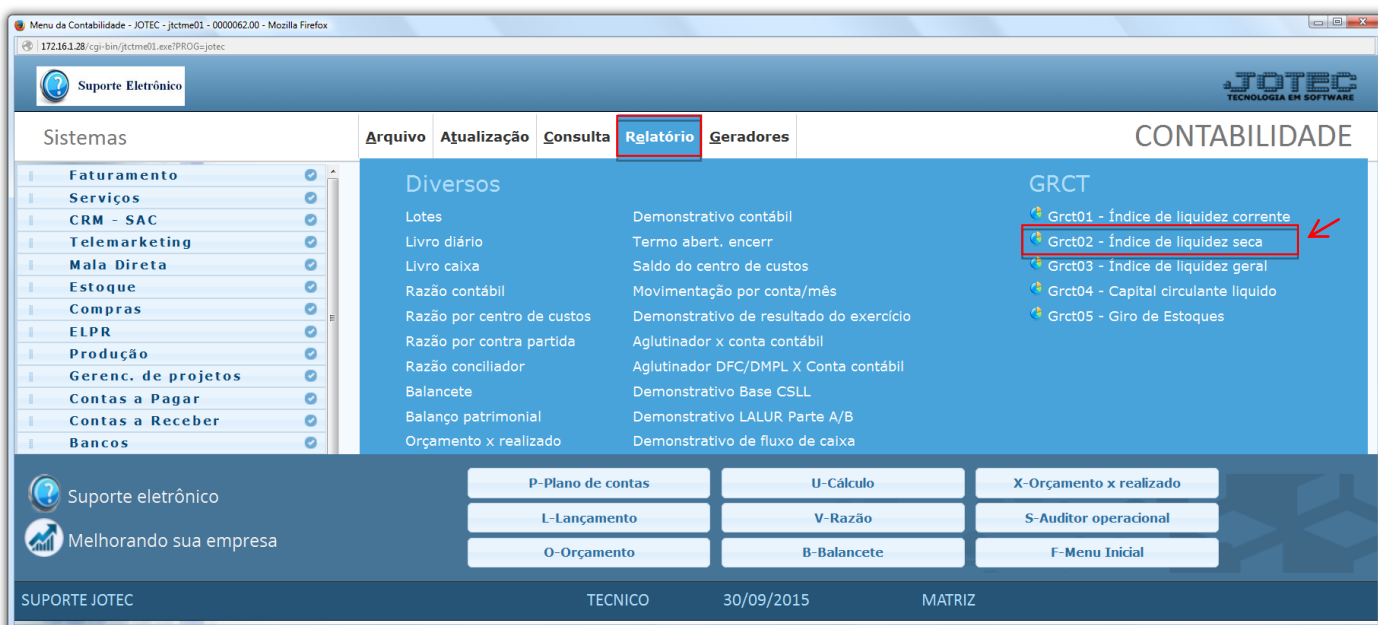 Menu da Contabilidade - JOTEC - jtctme01 - 0000062.00 - Mozilla Firefox
172.16.1.28/cgi-bin/jtctme01.exe?PROG=jotec
Suporte Eletrônico
JOTEC
TECNOLOGIA EM SOFTWARE
Sistemas
Arquivo Atualização Consulta Relatório Geradores
CONTABILIDADE
Faturamento
Serviços
CRM - SAC
Telemarketing
Mala Direta
Estoque
Compras
ELPR
Produção
Gerenc. de projetos
Contas a Pagar
Contas a Receber
Bancos
Diversos
Lotes
Livro diário
Livro caixa
Razão contábil
Razão por centro de custos
Razão por contra partida
Razão conciliador
Balancete
Balanço patrimonial
Orçamento x realizado
Demonstrativo contábil
Termo abert. encerr
Saldo do centro de custos
Movimentação por conta/mês
Demonstrativo de resultado do exercício
Aglutinador x conta contábil
Aglutinador DFC/DMPL X Conta contábil
Demonstrativo Base CSLL
Demonstrativo LALUR Parte A/B
Demonstrativo de fluxo de caixa
GRCT
Grct01 - Índice de liquidez corrente
Grct02 - Índice de liquidez seca
Grct03 - Índice de liquidez geral
Grct04 - Capital circulante liquido
Grct05 - Giro de Estoques
Suporte eletrônico
Melhorando sua empresa
P-Plano de contas U-Cálculo X-Orçamento x realizado
L-Lançamento V-Razão S-Auditor operacional
O-Orçamento B-Balancete F-Menu Inicial
SUPORTE JOTEC TECNICO 30/09/2015 MATRIZ